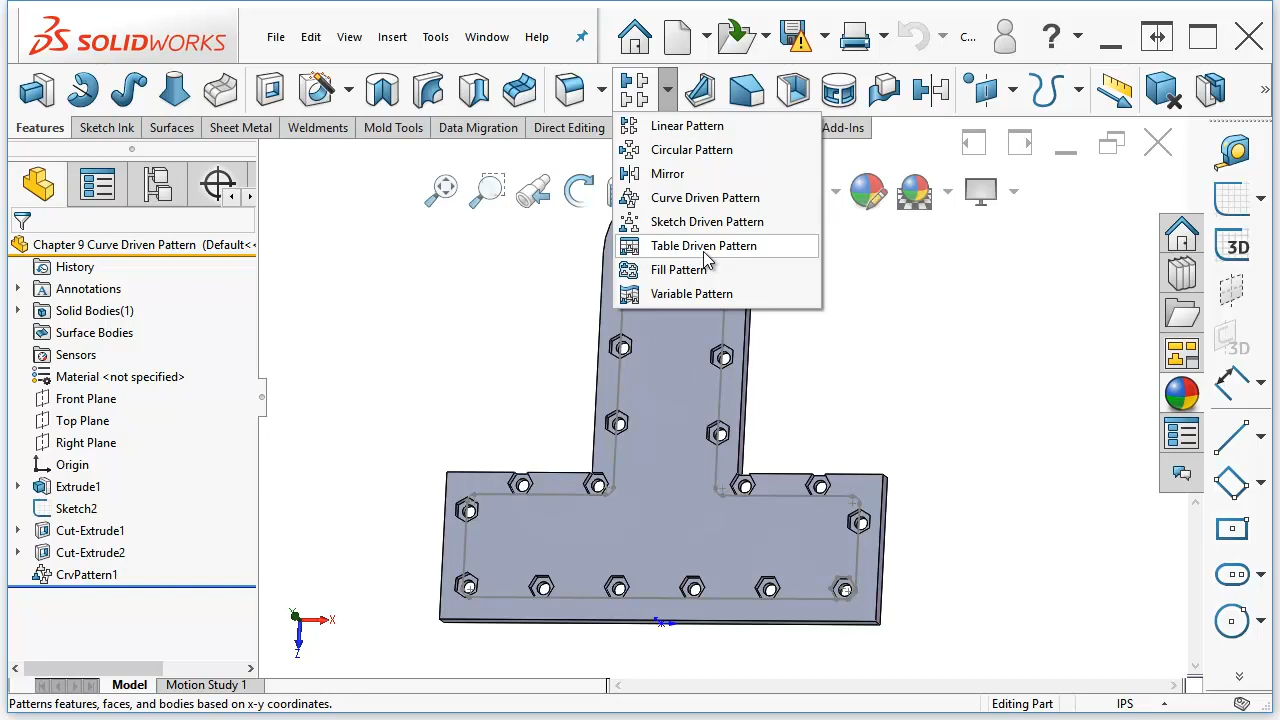 SOLIDWORKS
File Edit View Insert Tools Window Help
C... ?
Features Sketch Ink Surfaces Sheet Metal Weldments Mold Tools Data Migration Direct Editing Add-Ins
Linear Pattern
Circular Pattern
Mirror
Curve Driven Pattern
Sketch Driven Pattern
Table Driven Pattern
Fill Pattern
Variable Pattern
Chapter 9 Curve Driven Pattern (Default<
History
Annotations
Solid Bodies(1)
Surface Bodies
Sensors
Material <not specified>
Front Plane
Top Plane
Right Plane
Origin
Extrude1
Sketch2
Cut-Extrude1
Cut-Extrude2
CrvPattern1
3D
3D
Y
X
Z
Model Motion Study 1
Patterns features, faces, and bodies based on x-y coordinates. Editing Part IPS